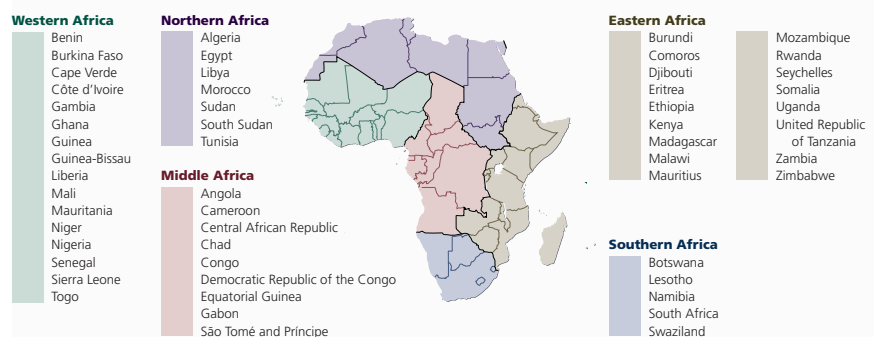 Western Africa
Benin
Burkina Faso
Cape Verde
Côte d’Ivoire
Gambia
Ghana
Guinea
Guinea-Bissau
Liberia
Mali
Mauritania
Niger
Nigeria
Senegal
Sierra Leone
Togo
Northern Africa
Algeria
Egypt
Libya
Morocco
Sudan
South Sudan
Tunisia
Middle Africa
Angola
Cameroon
Central African Republic
Chad
Congo
Democratic Republic of the Congo
Equatorial Guinea
Gabon
São Tomé and Príncipe
Eastern Africa
Burundi
Comoros
Djibouti
Eritrea
Ethiopia
Kenya
Madagascar
Malawi
Mauritius
Mozambique
Rwanda
Seychelles
Somalia
Uganda
United Republic
of Tanzania
Zambia
Zimbabwe
Southern Africa
Botswana
Lesotho
Namibia
South Africa
Swaziland